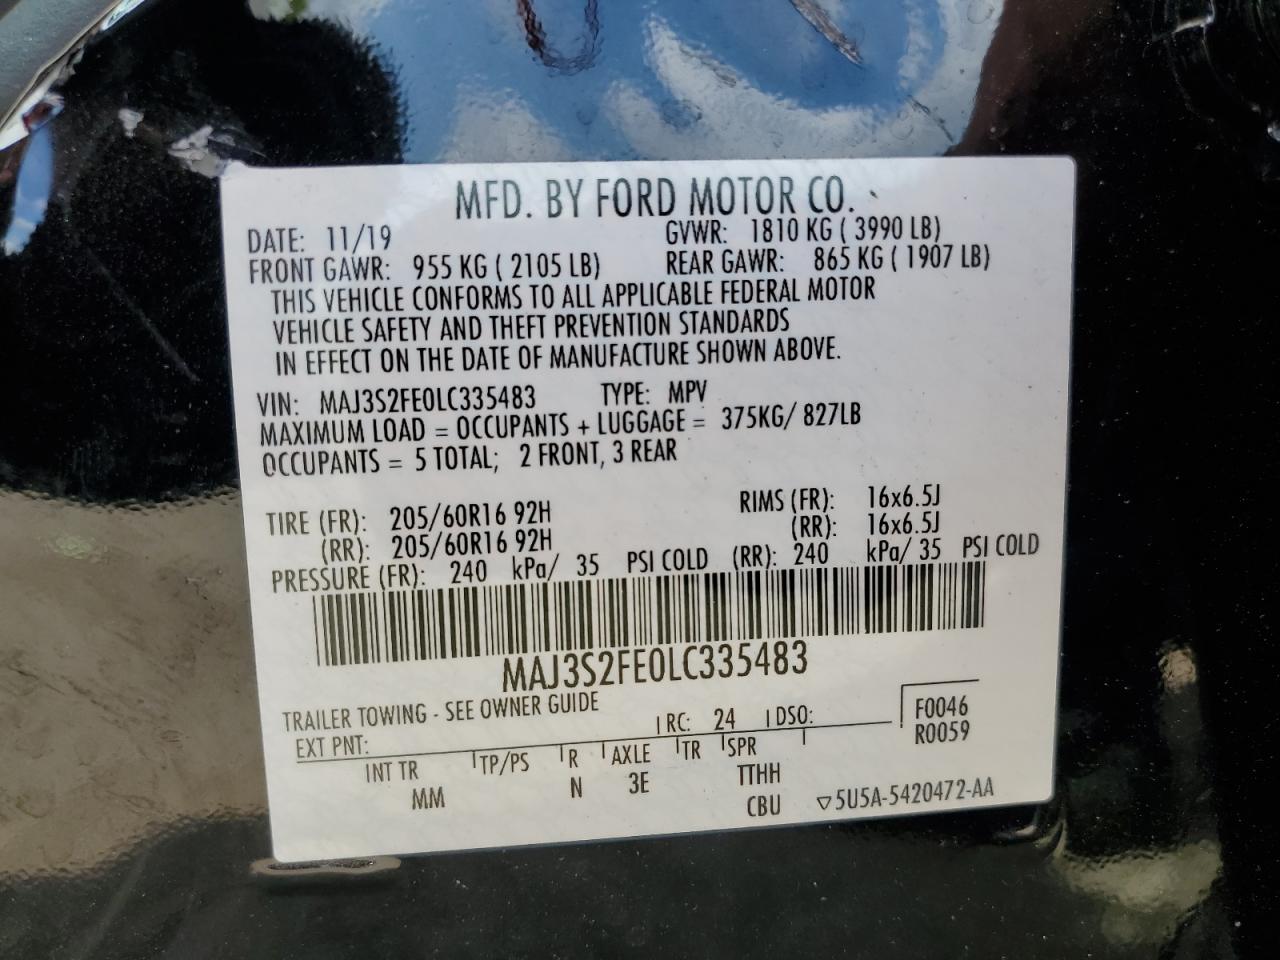 MFD. BY FORD MOTOR CO.
DATE: 11/19 GVWR: 1810 KG ( 3990 LB)
FRONT GAWR: 955 KG ( 2105 LB) REAR GAWR: 865 KG ( 1907 LB)
THIS VEHICLE CONFORMS TO ALL APPLICABLE FEDERAL MOTOR
VEHICLE SAFETY AND THEFT PREVENTION STANDARDS
IN EFFECT ON THE DATE OF MANUFACTURE SHOWN ABOVE.
VIN: MAJ3S2FE0LC335483 TYPE: MPV
MAXIMUM LOAD = OCCUPANTS + LUGGAGE = 375KG/ 827LB
OCCUPANTS = 5 TOTAL; 2 FRONT, 3 REAR
TIRE (FR): 205/60R16 92H RIMS (FR): 16x6.5J
(RR): 205/60R16 92H (RR): 16x6.5J
PRESSURE (FR): 240 kPa/ 35 PSI COLD (RR): 240 kPa/ 35 PSI COLD
MAJ3S2FE0LC335483
TRAILER TOWING - SEE OWNER GUIDE
EXT PNT: RC: 24 DSO: F0046
R0059
INT TR TP/PS R AXLE TR SPR
MM N 3E TTHH
CBU ▽5U5A-5420472-AA